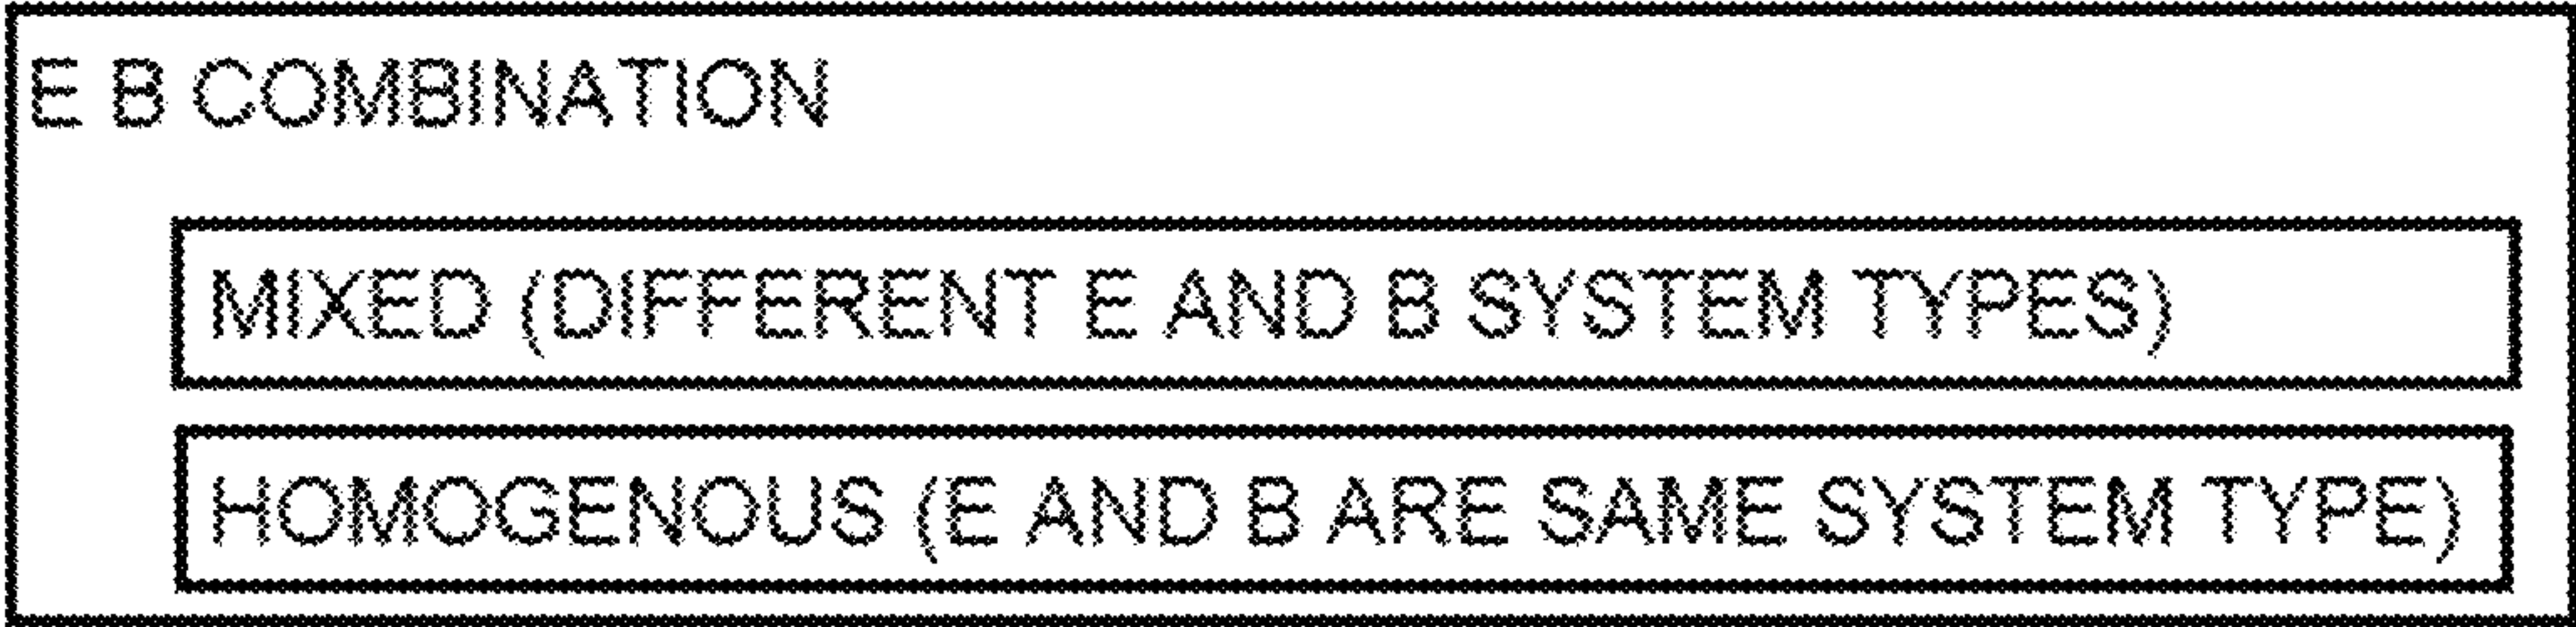 E B COMBINATION
MIXED (DIFFERENT E AND B SYSTEM TYPES)
HOMOGENOUS (E AND B ARE SAME SYSTEM TYPE)